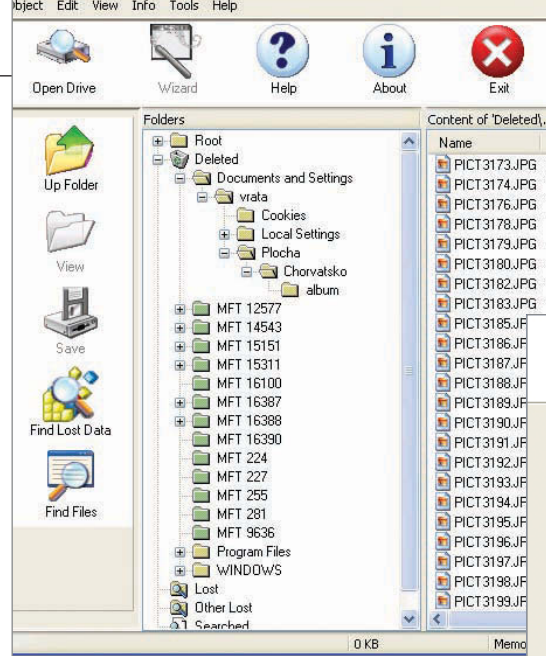 bject Edit View Info Tools Help
Open Drive Wizard Help About Exit
Up Folder
View
Save
Find Lost Data
Find Files
Folders
Root
Deleted
Documents and Settings
vrata
Cookies
Local Settings
Plocha
Chorvatsko
album
MFT 12577
MFT 14543
MFT 15151
MFT 15311
MFT 16100
MFT 16387
MFT 16388
MFT 16390
MFT 224
MFT 227
MFT 255
MFT 281
MFT 9636
Program Files
WINDOWS
Lost
Other Lost
Searched
Content of 'Deleted\.
Name
PICT3173.JPG
PICT3174.JPG
PICT3176.JPG
PICT3178.JPG
PICT3179.JPG
PICT3180.JPG
PICT3182.JPG
PICT3183.JPG
PICT3185.JF
PICT3186.JF
PICT3187.JF
PICT3188.JF
PICT3189.JF
PICT3190.JF
PICT3191.JF
PICT3192.JF
PICT3193.JF
PICT3194.JF
PICT3195.JF
PICT3196.JF
PICT3197.JF
PICT3198.JF
PICT3199.JF
0 KB Memo